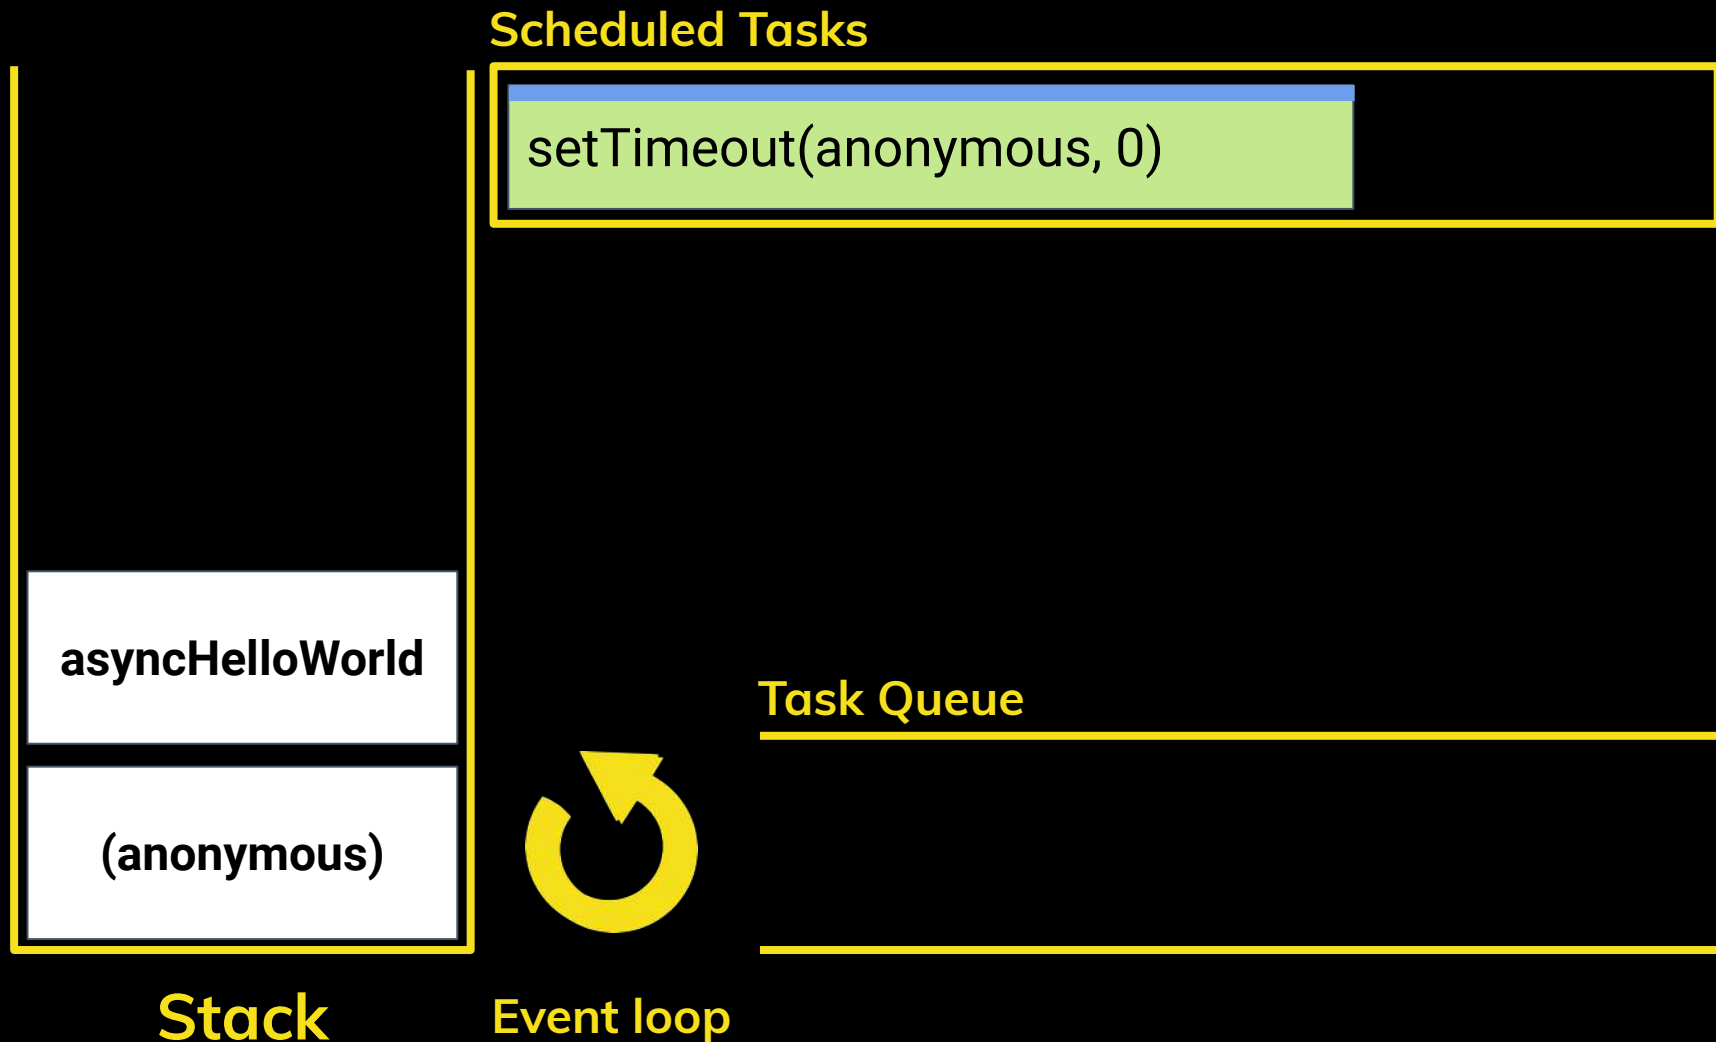 Scheduled Tasks
setTimeout(anonymous, 0)
asyncHelloWorld
Task Queue
(anonymous)
Stack
Event loop